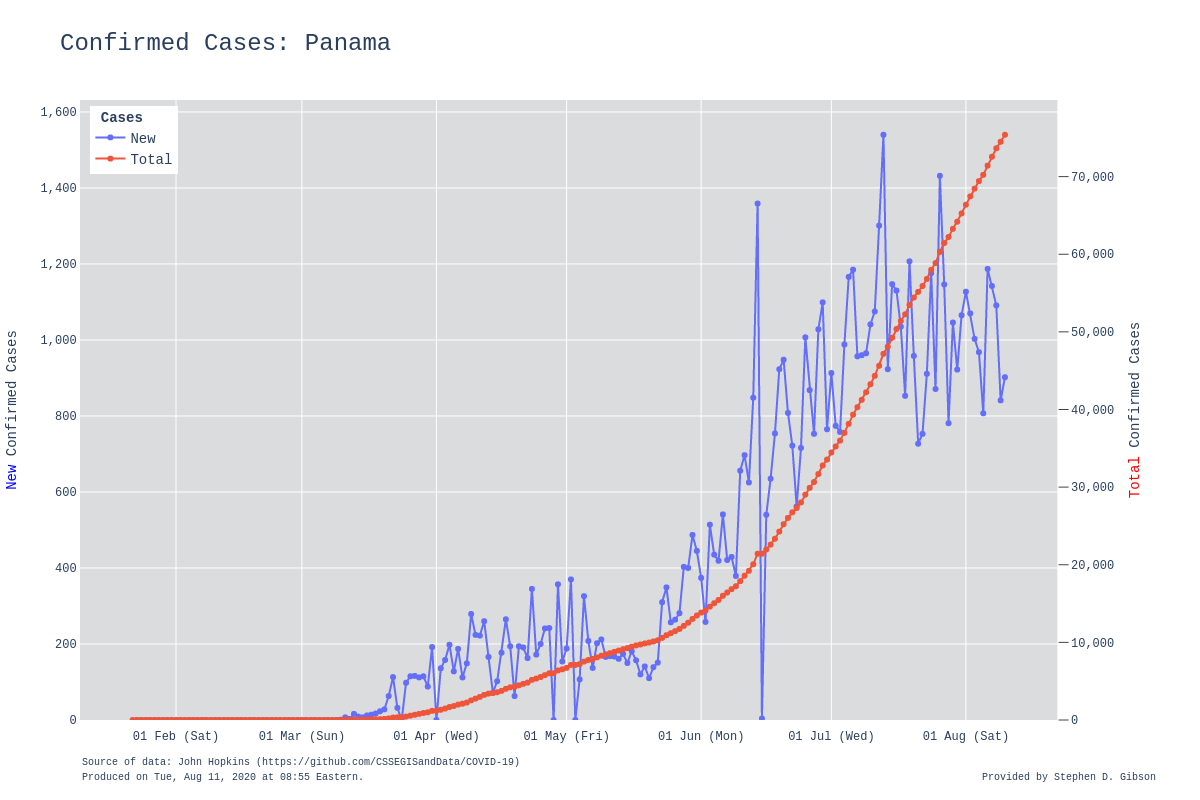 Confirmed Cases: Panama
Cases
New
Total
1,600
1,400
1,200
1,000
800
600
400
200
0
New Confirmed Cases
70,000
60,000
50,000
40,000
30,000
20,000
10,000
0
Total Confirmed Cases
01 Feb (Sat) 01 Mar (Sun) 01 Apr (Wed) 01 May (Fri) 01 Jun (Mon) 01 Jul (Wed) 01 Aug (Sat)
Source of data: John Hopkins (https://github.com/CSSEGISandData/COVID-19)
Produced on Tue, Aug 11, 2020 at 08:55 Eastern.
Provided by Stephen D. Gibson